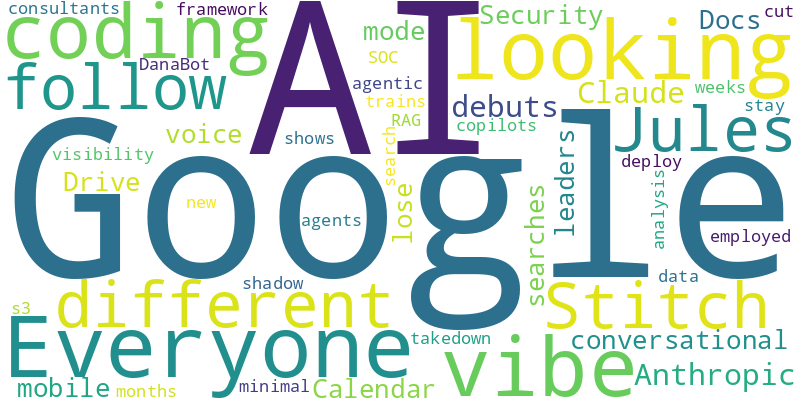 consultants
framework
AI
cut
coding
mode
Security
Docs
looking
SOC
DanaBot
follow
agentic
Claude
weeks
trains
debuts
stay
Jules
RAG
copilots
voice
shows
visibility
search
leaders
deploy
Google
Drive
lose
searches
analysis
new
agents
employed
shadow
data
different
Stitch
s3
Everyone
takedown
conversational
vibe
Anthropic
mobile
months
minimal
Calendar